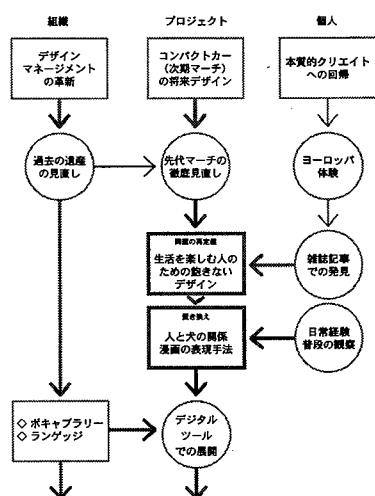 組織
プロジェクト
個人
デザイン
マネージメント
の革新
コンパクトカー
(次期マーチ)
の将来デザイン
本質的クリエイト
への回帰
過去の遺産
の見直し
先代マーチの
徹底見直し
ヨーロッパ
体験
問題の再定義
生活を楽しむ人の
ための飽きない
デザイン
雑誌記事
での発見
置き換え
人と犬の関係
漫画の表現手法
日常経験
普段の観察
◇ボキャブラリー
◇ランゲッジ
デジタル
ツール
での展開